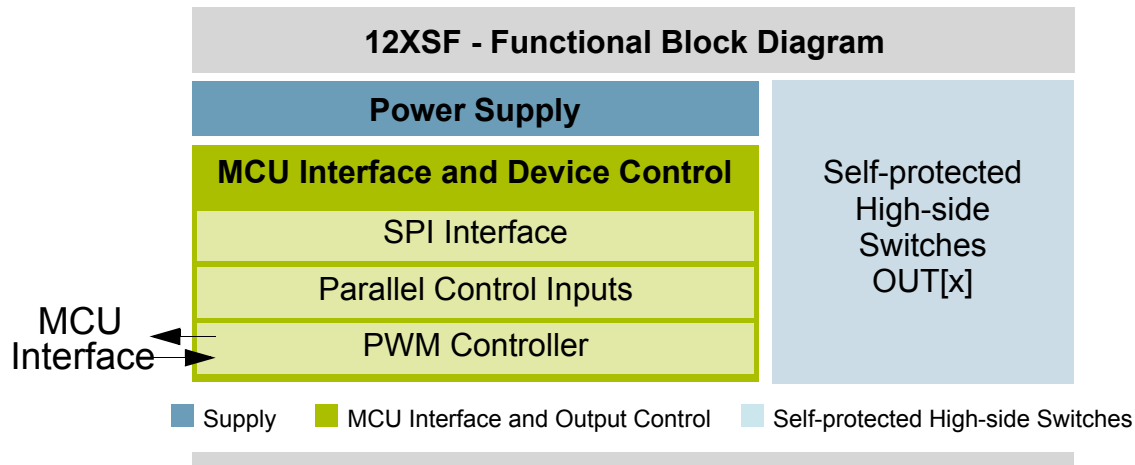 12XSF - Functional Block Diagram
Power Supply
MCU Interface and Device Control
SPI Interface
Parallel Control Inputs
PWM Controller
Self-protected
High-side
Switches
OUT[x]
MCU
Interface
Supply
MCU Interface and Output Control
Self-protected High-side Switches